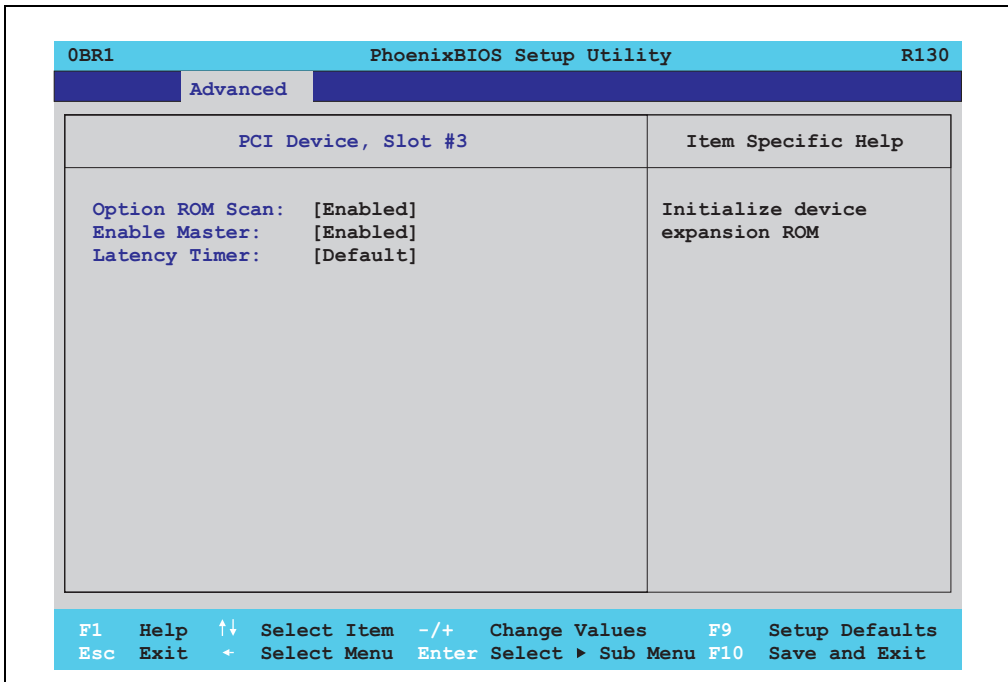 0BR1 PhoenixBIOS Setup Utility R130
Advanced
PCI Device, Slot #3 Item Specific Help
Option ROM Scan: [Enabled] Initialize device
Enable Master: [Enabled] expansion ROM
Latency Timer: [Default]
F1 Help ↑↓ Select Item -/+ Change Values F9 Setup Defaults
Esc Exit ← Select Menu Enter Select ▶ Sub Menu F10 Save and Exit